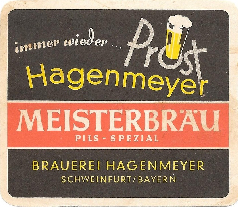 immer wieder... Prost
Hagenmeyer
MEISTERBRÄU
PILS - SPEZIAL
BRAUEREI HAGENMEYER
SCHWEINFURT/BAYERN